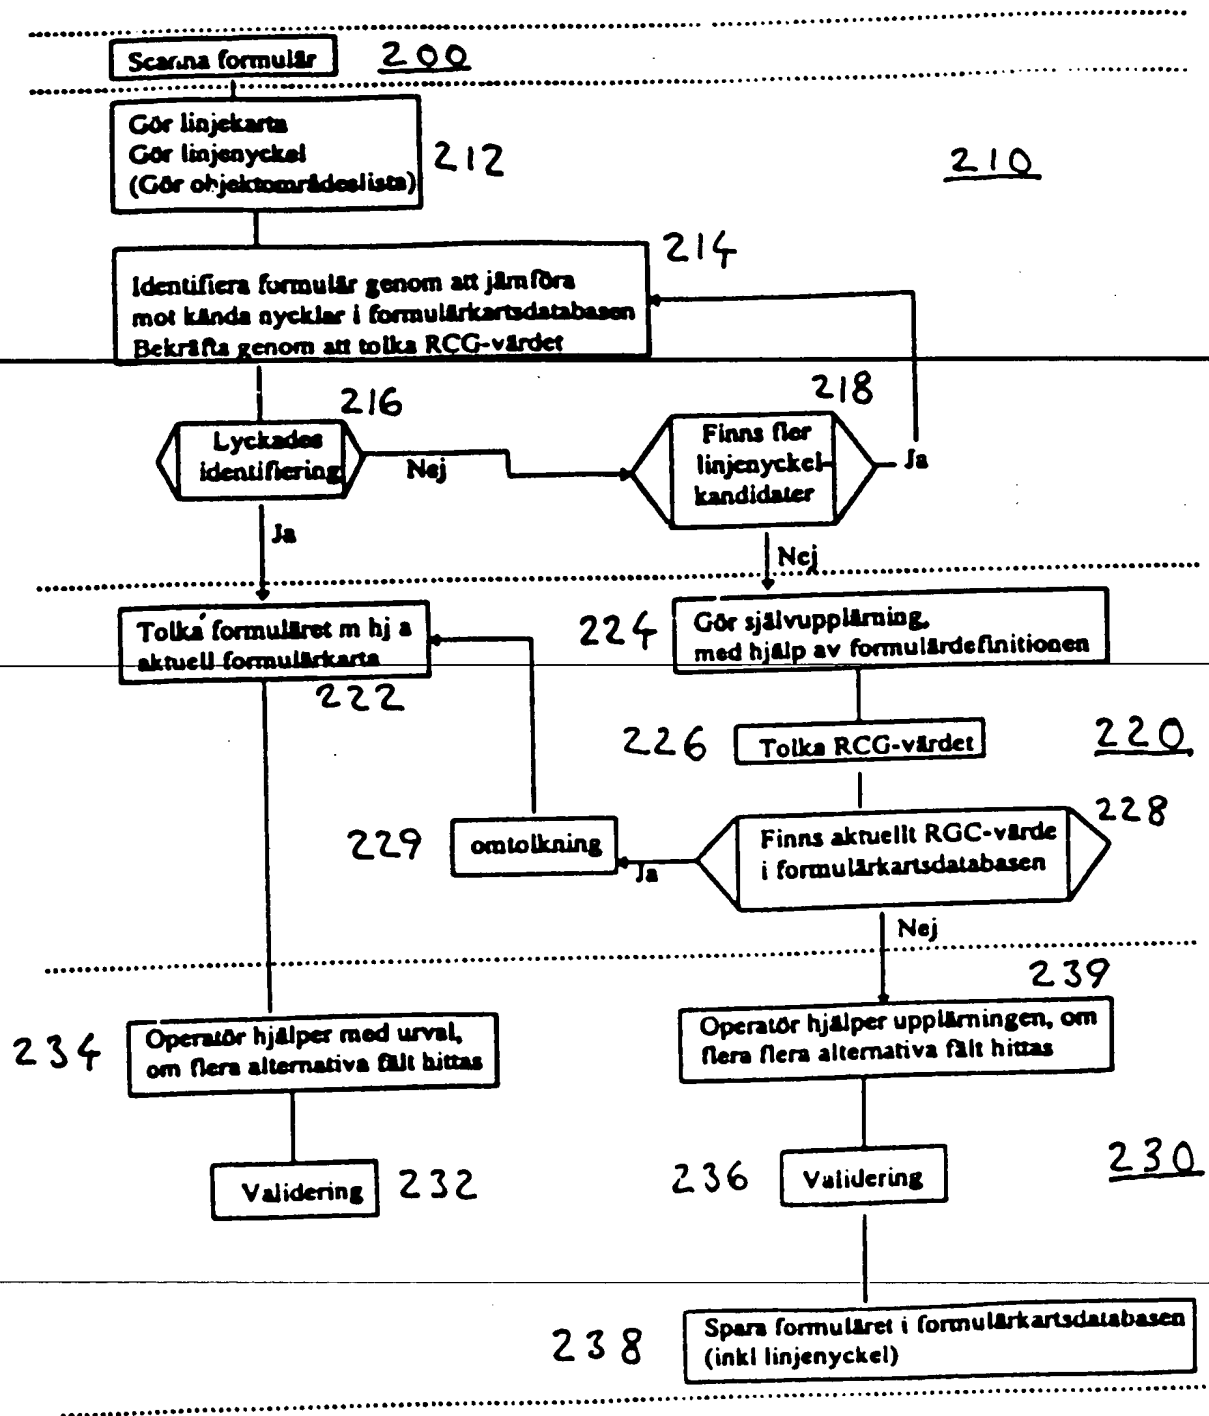 Scanna formulär 200
Gör linjekarta
Gör linjenyckel
(Gör objektområdeslista)
212
210
214
Identifiera formulär genom att jämföra
mot kända nycklar i formulärkartsdatabasen
Bekräfta genom att tolka RCG-värdet
216
Lyckades
identifiering
Nej
Ja
218
Finns fler
linjenyckel-
kandidater
Ja
Nej
Tolka formuläret m hj a
aktuell formulärkarta
222
224
Gör självupplärning,
med hjälp av formulärdefinitionen
226
Tolka RCG-värdet
220
228
Finns aktuellt RGC-värde
i formulärkartsdatabasen
Ja
229
omtolkning
Nej
234
Operatör hjälper med urval,
om flera alternativa fält hittas
239
Operatör hjälper upplärningen, om
flera flera alternativa fält hittas
Validering 232
236 Validering
230
238
Spara formuläret i formulärkartsdatabasen
(inkl linjenyckel)